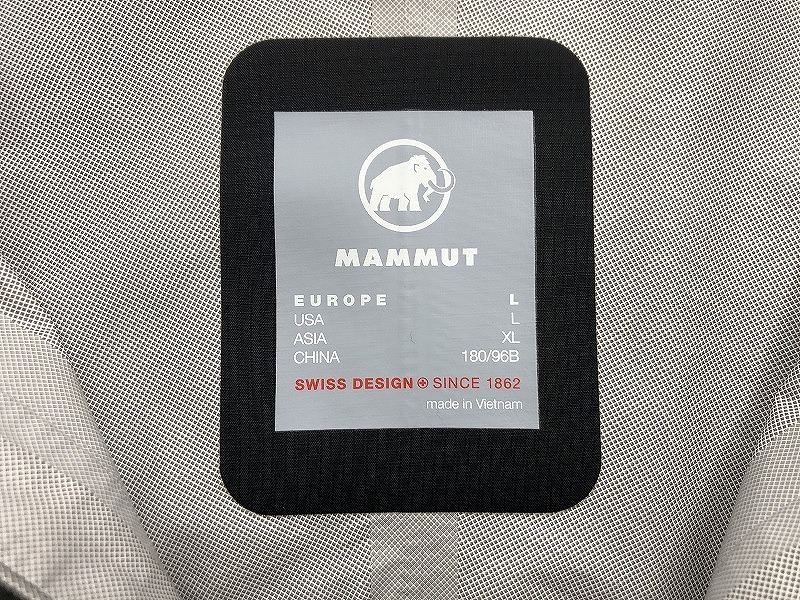 MAMMUT
EUROPE L
USA L
ASIA XL
CHINA 180/96B
SWISS DESIGN SINCE 1862
made in Vietnam